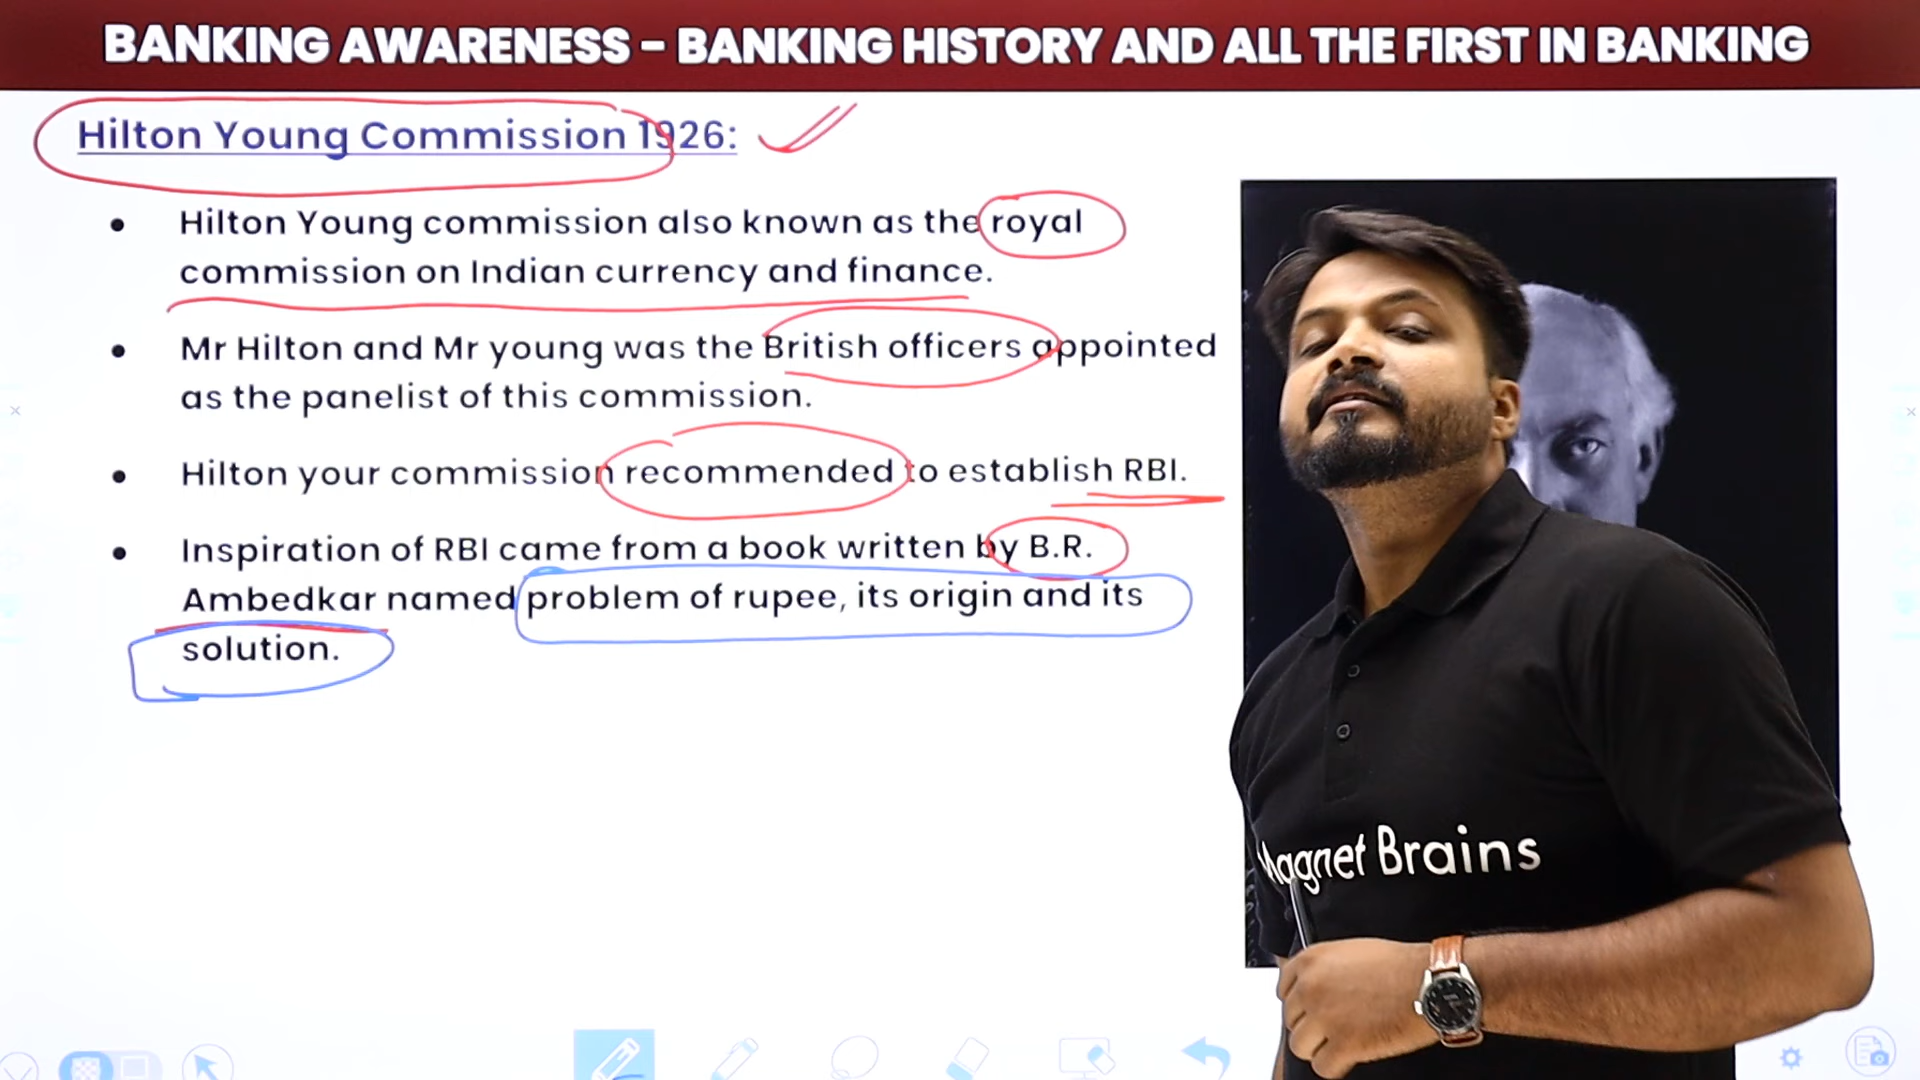 BANKING AWARENESS – BANKING HISTORY AND ALL THE FIRST IN BANKING
Hilton Young Commission 1926:
• Hilton Young commission also known as the royal
commission on Indian currency and finance.
• Mr Hilton and Mr young was the British officers appointed
as the panelist of this commission.
• Hilton your commission recommended to establish RBI.
• Inspiration of RBI came from a book written by B.R.
Ambedkar named problem of rupee, its origin and its
solution.
Magnet Brains